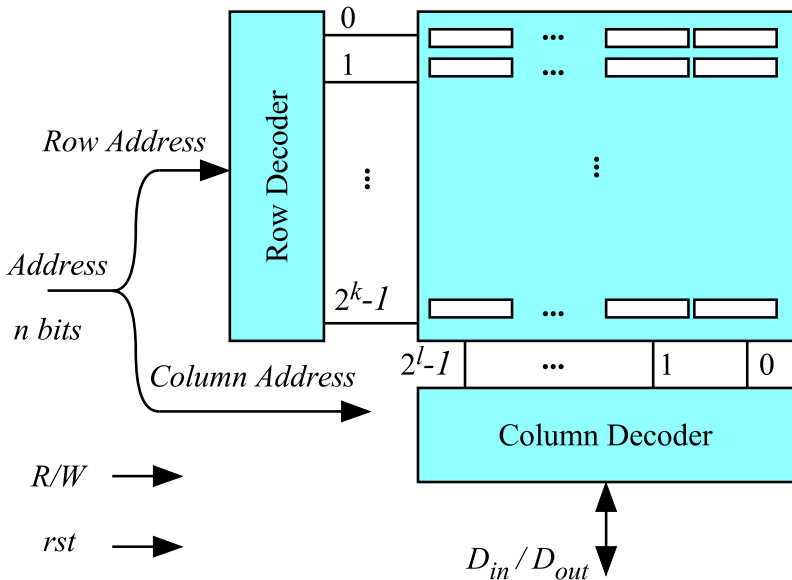 0
...
1
...
Row Address
Row Decoder
...
...
Address
n bits
2^k-1
...
Column Address
2^l-1
...
1
0
Column Decoder
R/W
rst
D_in / D_out